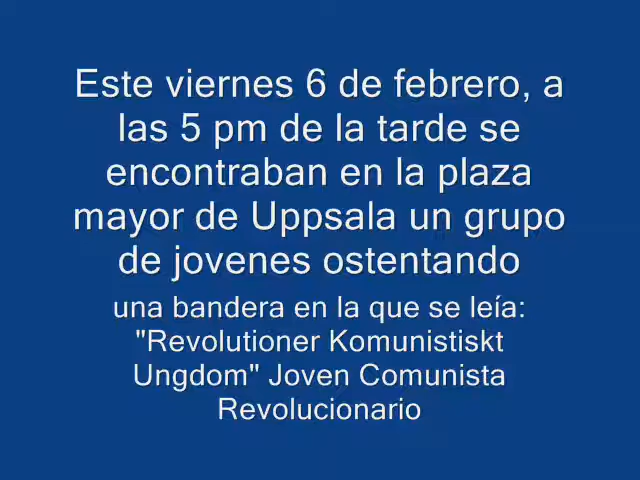 Este viernes 6 de febrero, a
las 5 pm de la tarde se
encontraban en la plaza
mayor de Uppsala un grupo
de jovenes ostentando
una bandera en la que se leía:
"Revolutioner Komunistiskt
Ungdom" Joven Comunista
Revolucionario